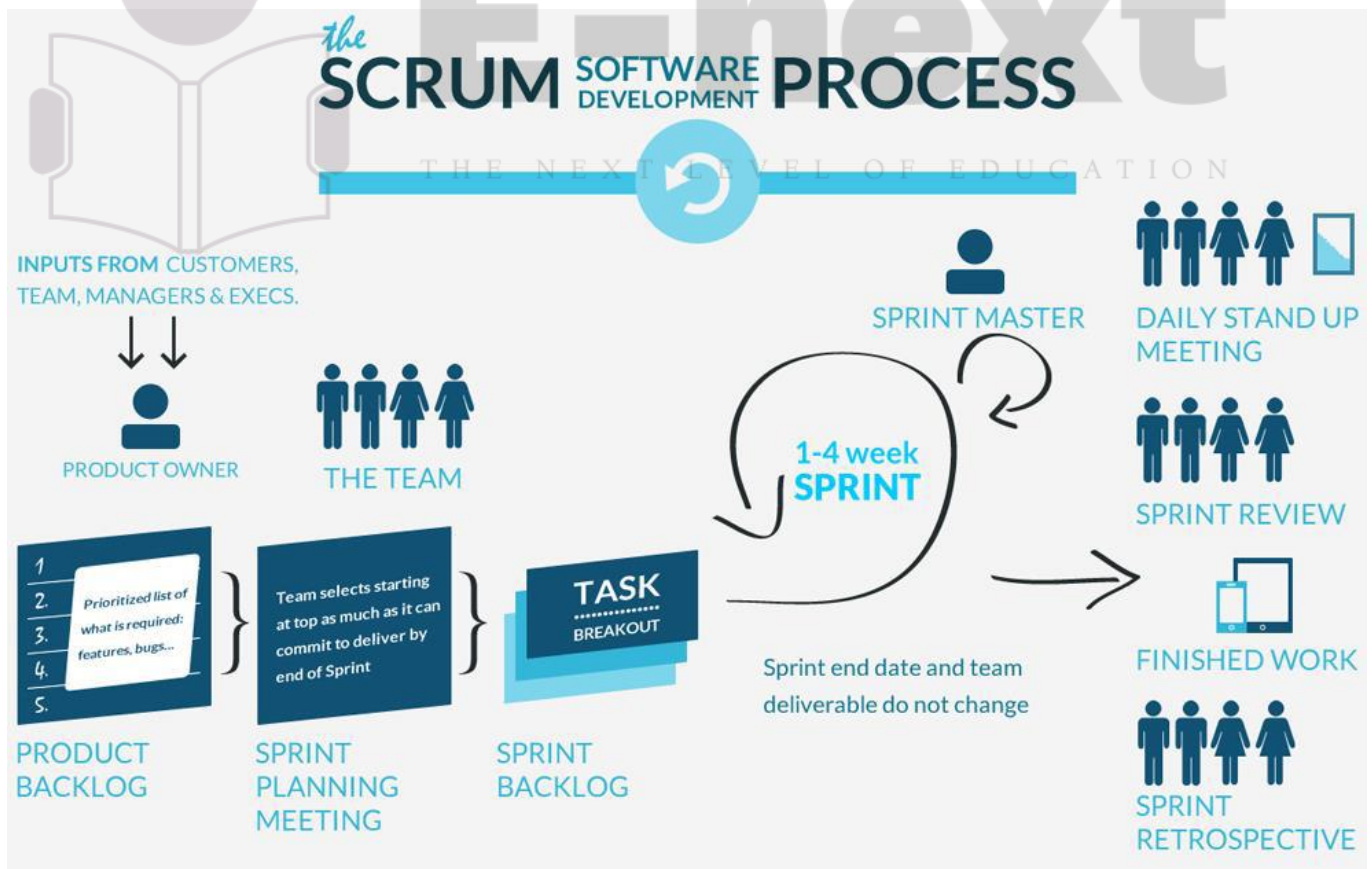 E-next
THE NEXT LEVEL OF EDUCATION
the
SCRUM SOFTWARE DEVELOPMENT PROCESS
INPUTS FROM CUSTOMERS,
TEAM, MANAGERS & EXECS.
PRODUCT OWNER
THE TEAM
1
2.
3.
4.
5.
Prioritized list of
what is required:
features, bugs...
PRODUCT
BACKLOG
Team selects starting
at top as much as it can
commit to deliver by
end of Sprint
SPRINT
PLANNING
MEETING
TASK
BREAKOUT
SPRINT
BACKLOG
1-4 week
SPRINT
SPRINT MASTER
Sprint end date and team
deliverable do not change
DAILY STAND UP
MEETING
SPRINT REVIEW
FINISHED WORK
SPRINT
RETROSPECTIVE